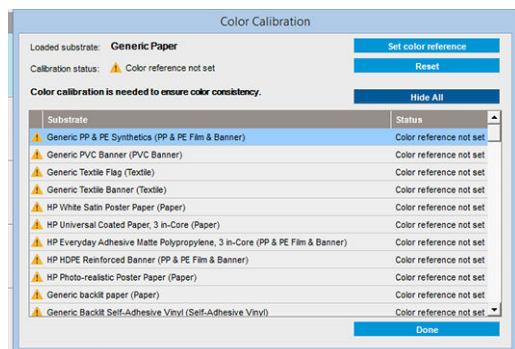 Color Calibration
Loaded substrate: Generic Paper
Set color reference
Calibration status: Color reference not set
Reset
Color calibration is needed to ensure color consistency.
Hide All
Substrate Status
Generic PP & PE Synthetics (PP & PE Film & Banner) Color reference not set
Generic PVC Banner (PVC Banner) Color reference not set
Generic Textile Flag (Textile) Color reference not set
Generic Textile Banner (Textile) Color reference not set
HP White Satin Poster Paper (Paper) Color reference not set
HP Universal Coated Paper, 3 in-Core (Paper) Color reference not set
HP Everyday Adhesive Matte Polypropylene, 3 in-Core (PP & PE Film & Banner) Color reference not set
HP HDPE Reinforced Banner (PP & PE Film & Banner) Color reference not set
HP Photo-realistic Poster Paper (Paper) Color reference not set
Generic backlit paper (Paper) Color reference not set
Generic Backlit Self-Adhesive Vinyl (Self-Adhesive Vinyl) Color reference not set
Done